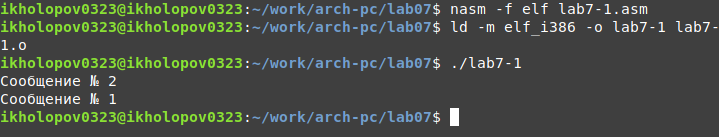 ikholopov0323@ikholopov0323:~/work/arch-pc/lab07$ nasm -f elf lab7-1.asm
ikholopov0323@ikholopov0323:~/work/arch-pc/lab07$ ld -m elf_i386 -o lab7-1 lab7-
1.o
ikholopov0323@ikholopov0323:~/work/arch-pc/lab07$ ./lab7-1
Сообщение № 2
Сообщение № 1
ikholopov0323@ikholopov0323:~/work/arch-pc/lab07$